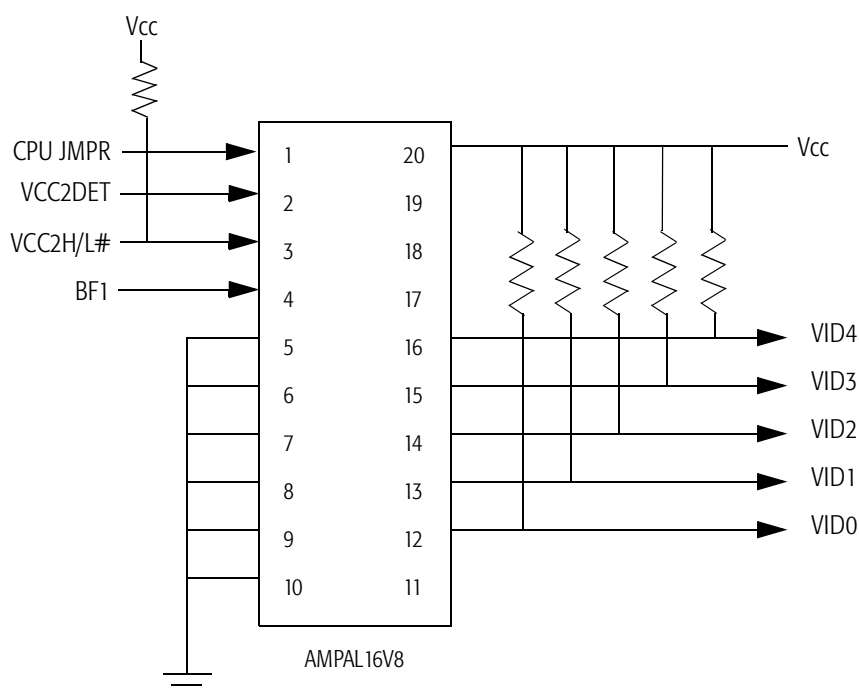 Vcc
CPU JMPR
1
20
Vcc
VCC2DET
2
19
VCC2H/L#
3
18
BF1
4
17
5
16
VID4
6
15
VID3
7
14
VID2
8
13
VID1
9
12
VID0
10
11
AMPAL16V8